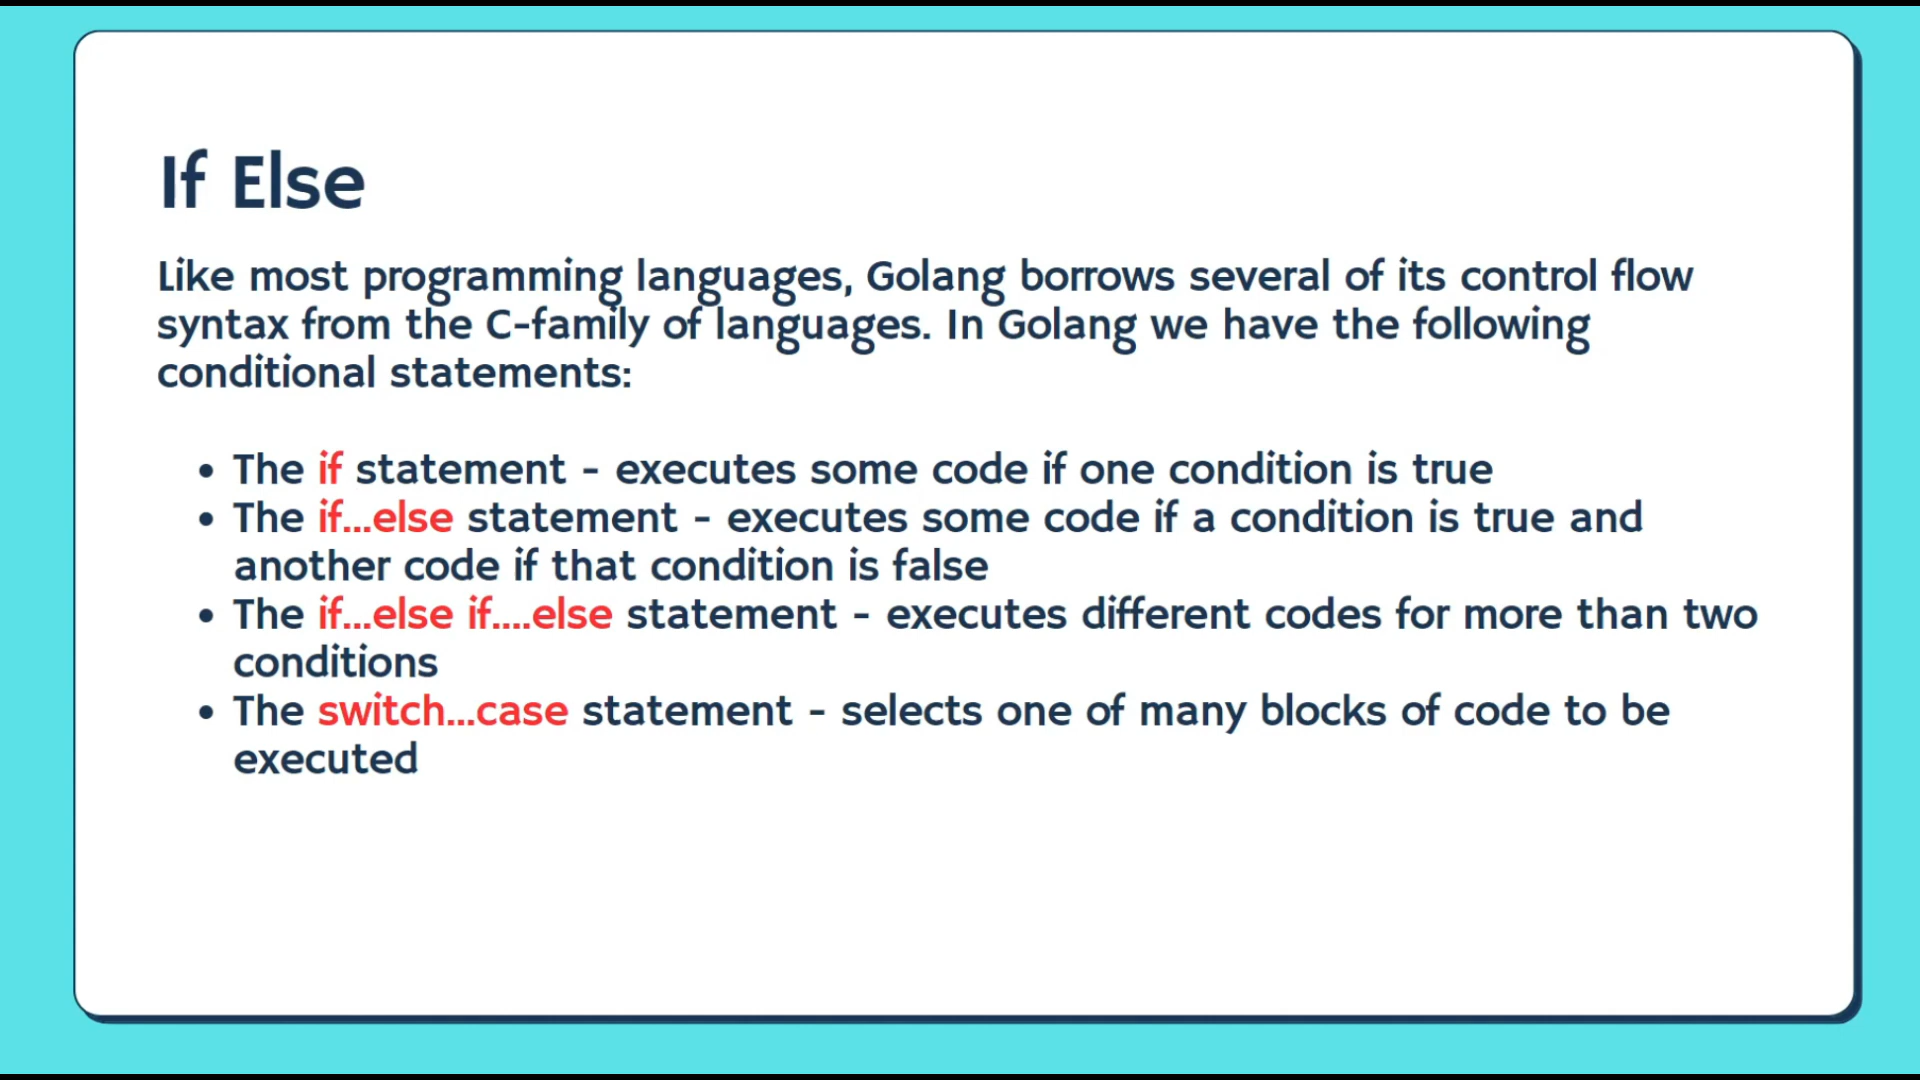 If Else
Like most programming languages, Golang borrows several of its control flow
syntax from the C-family of languages. In Golang we have the following
conditional statements:
• The if statement - executes some code if one condition is true
• The if...else statement - executes some code if a condition is true and
another code if that condition is false
• The if...else if....else statement - executes different codes for more than two
conditions
• The switch...case statement - selects one of many blocks of code to be
executed